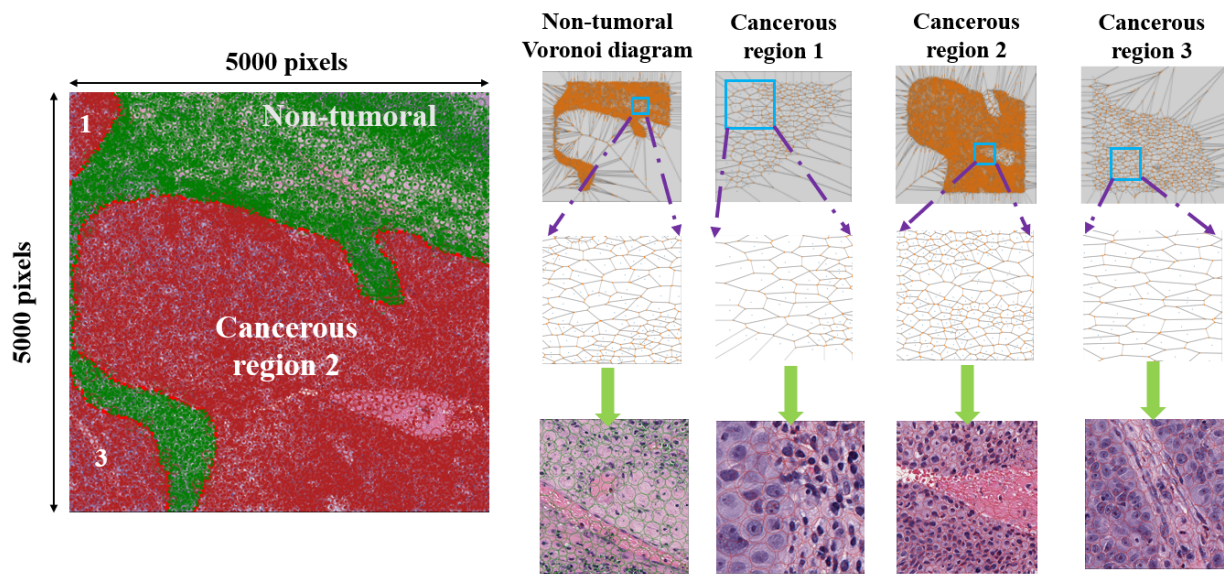 5000 pixels
5000 pixels
1
Non-tumoral
Cancerous
region 2
3
Non-tumoral
Voronoi diagram
Cancerous
region 1
Cancerous
region 2
Cancerous
region 3